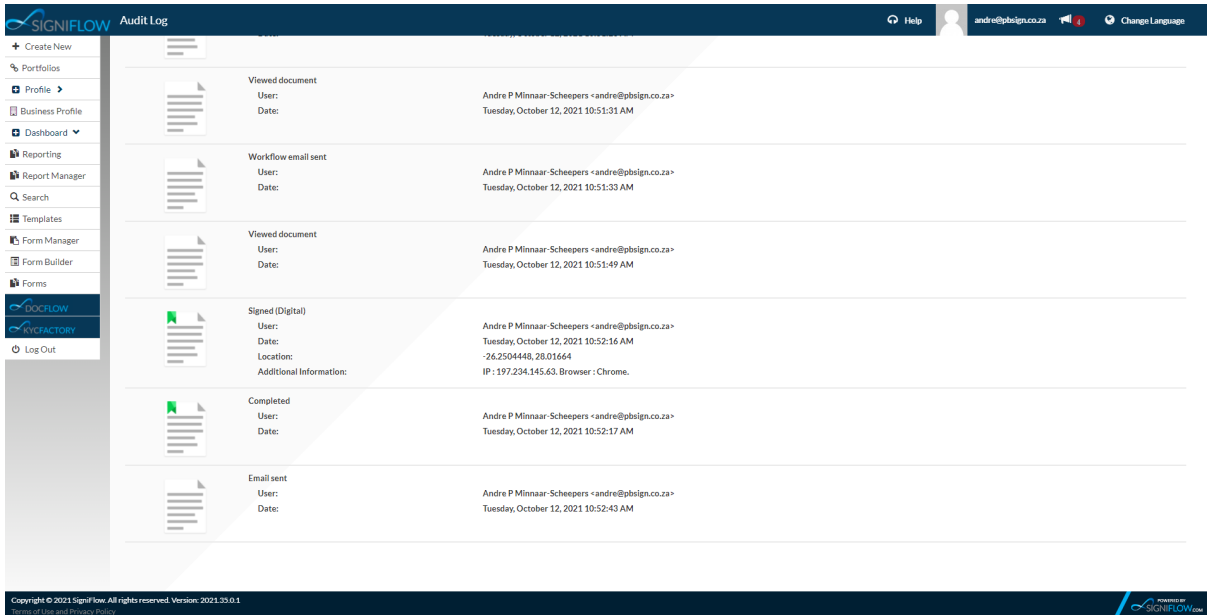 SIGNIFLOW Audit Log Help andre@pbsign.co.za 4 Change Language
Create New
Portfolios
Profile
Business Profile
Dashboard
Reporting
Report Manager
Search
Templates
Form Manager
Form Builder
Forms
DOCFLOW
KYCFACTORY
Log Out
Viewed document
User: Andre P Minnaar-Scheepers <andre@pbsign.co.za>
Date: Tuesday, October 12, 2021 10:51:31 AM
Workflow email sent
User: Andre P Minnaar-Scheepers <andre@pbsign.co.za>
Date: Tuesday, October 12, 2021 10:51:33 AM
Viewed document
User: Andre P Minnaar-Scheepers <andre@pbsign.co.za>
Date: Tuesday, October 12, 2021 10:51:49 AM
Signed (Digital)
User: Andre P Minnaar-Scheepers <andre@pbsign.co.za>
Date: Tuesday, October 12, 2021 10:52:16 AM
Location: -26.2504448, 28.01664
Additional Information: IP : 197.234.145.63. Browser : Chrome.
Completed
User: Andre P Minnaar-Scheepers <andre@pbsign.co.za>
Date: Tuesday, October 12, 2021 10:52:17 AM
Email sent
User: Andre P Minnaar-Scheepers <andre@pbsign.co.za>
Date: Tuesday, October 12, 2021 10:52:43 AM
Copyright © 2021 SigniFlow. All rights reserved. Version: 2021.35.0.1
Terms of Use and Privacy Policy
POWERED BY
SIGNIFLOW.COM